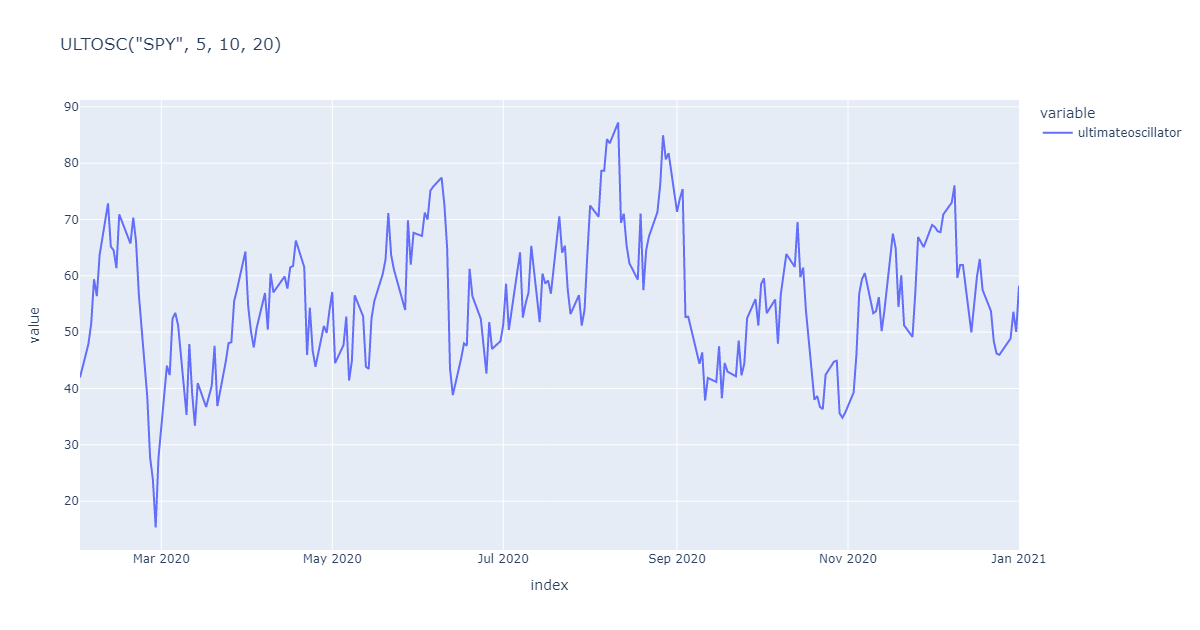 ULTOSC("SPY", 5, 10, 20)
variable
ultimateoscillator
90
80
70
60
50
40
30
20
value
Mar 2020
May 2020
Jul 2020
Sep 2020
Nov 2020
Jan 2021
index